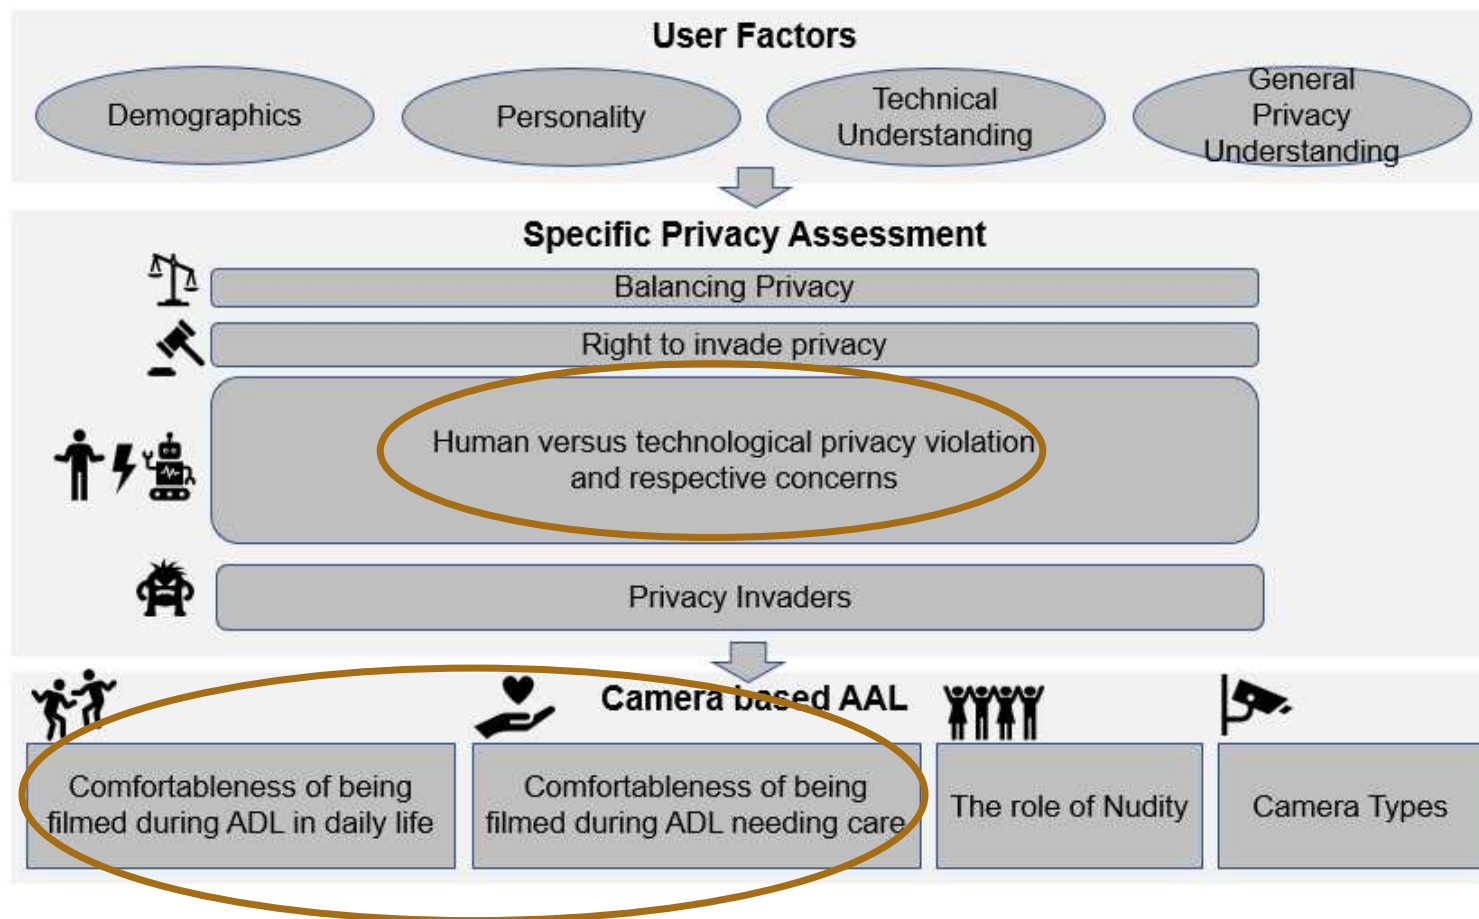 User Factors
Demographics
Personality
Technical
Understanding
General
Privacy
Understanding
Specific Privacy Assessment
Balancing Privacy
Right to invade privacy
Human versus technological privacy violation
and respective concerns
Privacy Invaders
Camera based AAL
Comfortableness of being
filmed during ADL in daily life
Comfortableness of being
filmed during ADL needing care
The role of Nudity
Camera Types